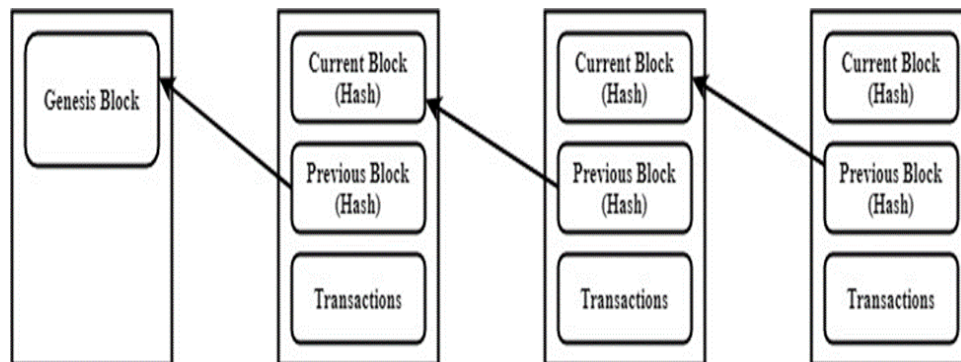 Genesis Block
Current Block
(Hash)
Previous Block
(Hash)
Transactions
Current Block
(Hash)
Previous Block
(Hash)
Transactions
Current Block
(Hash)
Previous Block
(Hash)
Transactions